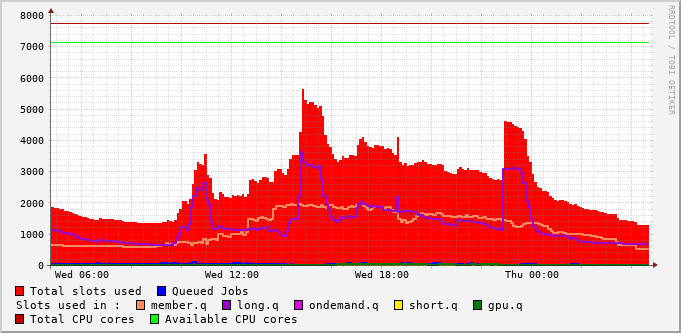 8000
7000
6000
5000
4000
3000
2000
1000
0
Wed 06:00 Wed 12:00 Wed 18:00 Thu 00:00
RRDTOOL / TOBI OETIKER
Total slots used Queued Jobs
Slots used in : member.q long.q ondemand.q short.q gpu.q
Total CPU cores Available CPU cores